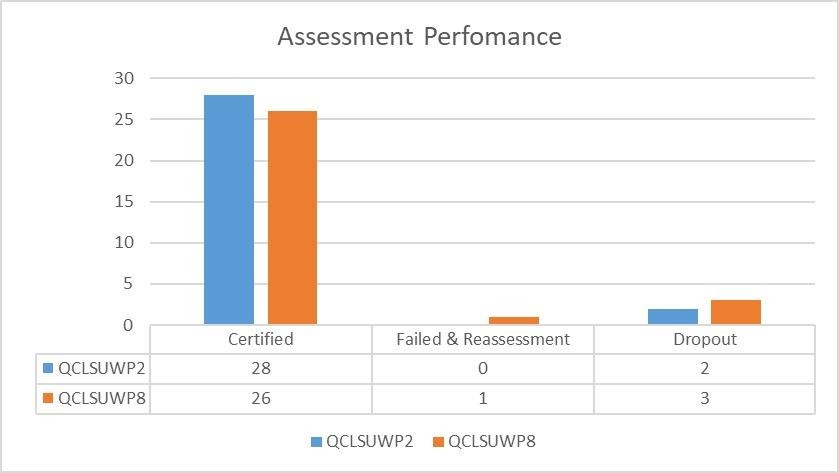 Assessment Perfomance
30
25
20
15
10
5
0
Certified Failed & Reassessment Dropout
QCLSUWP2 28 0 2
QCLSUWP8 26 1 3
QCLSUWP2 QCLSUWP8